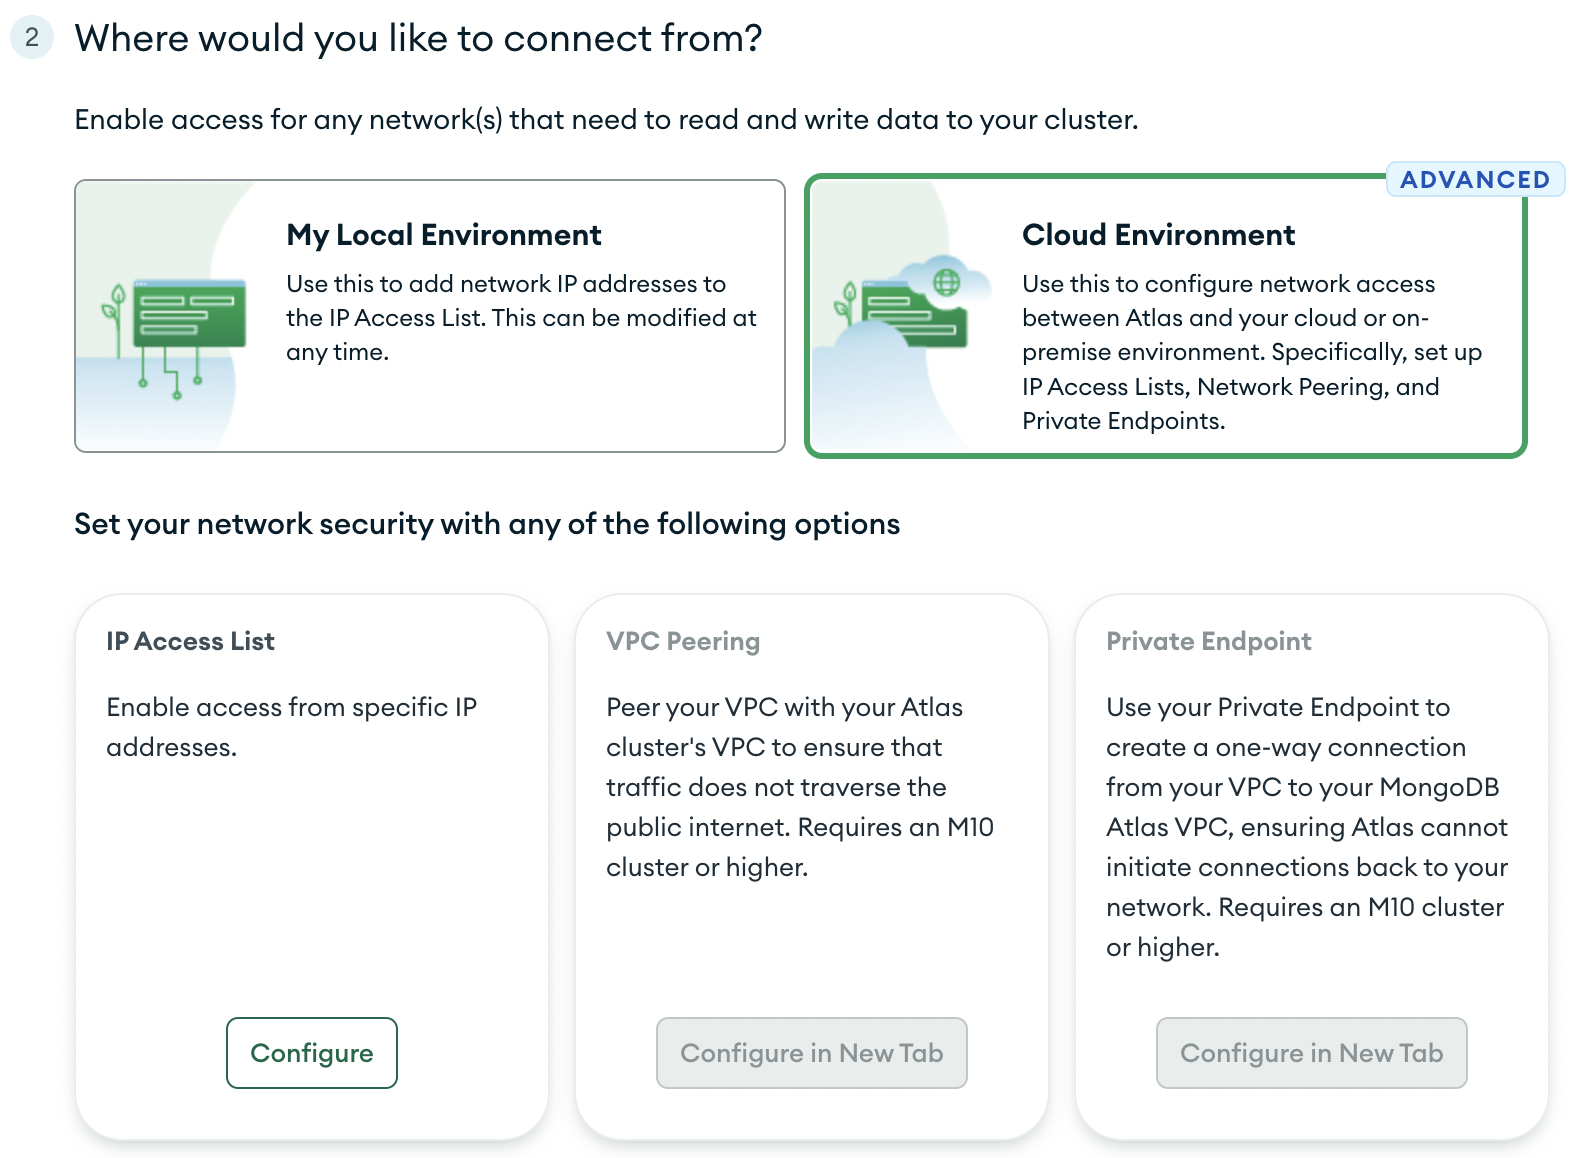 2
Where would you like to connect from?
Enable access for any network(s) that need to read and write data to your cluster.
My Local Environment
Use this to add network IP addresses to
the IP Access List. This can be modified at
any time.
ADVANCED
Cloud Environment
Use this to configure network access
between Atlas and your cloud or on-
premise environment. Specifically, set up
IP Access Lists, Network Peering, and
Private Endpoints.
Set your network security with any of the following options
IP Access List
Enable access from specific IP
addresses.
Configure
VPC Peering
Peer your VPC with your Atlas
cluster's VPC to ensure that
traffic does not traverse the
public internet. Requires an M10
cluster or higher.
Configure in New Tab
Private Endpoint
Use your Private Endpoint to
create a one-way connection
from your VPC to your MongoDB
Atlas VPC, ensuring Atlas cannot
initiate connections back to your
network. Requires an M10 cluster
or higher.
Configure in New Tab